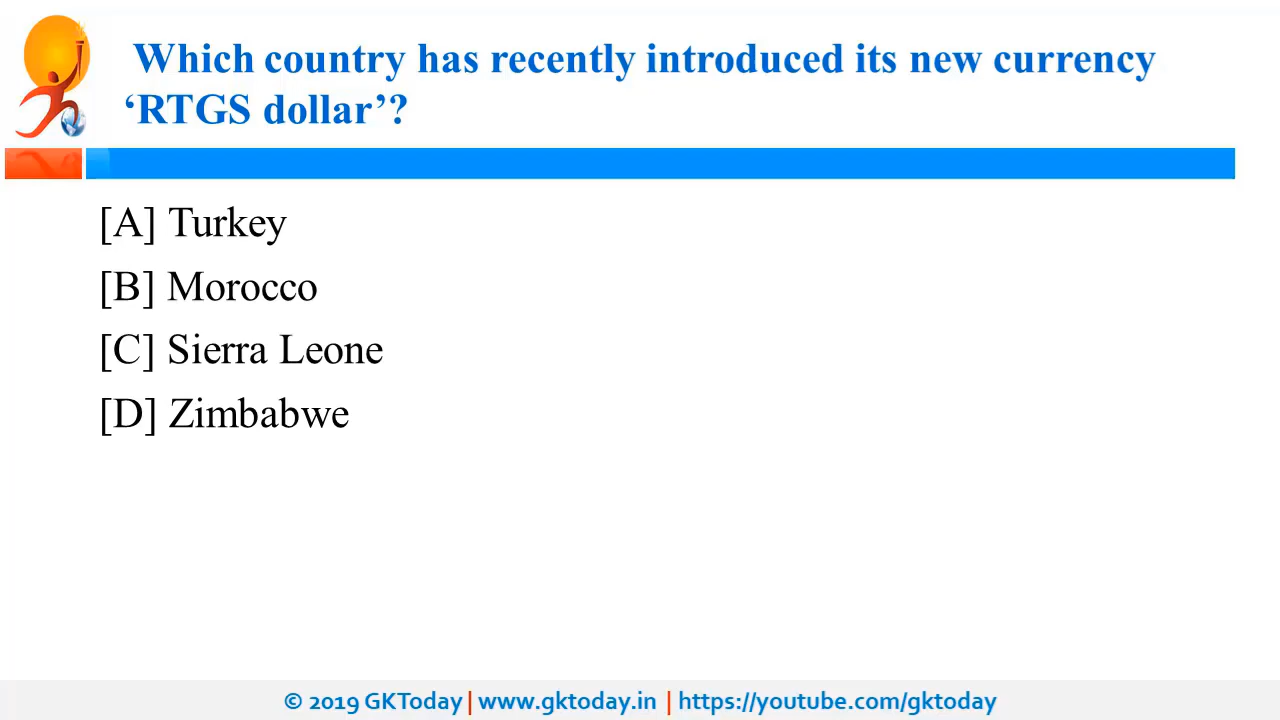 Which country has recently introduced its new currency
‘RTGS dollar’?
[A] Turkey
[B] Morocco
[C] Sierra Leone
[D] Zimbabwe
© 2019 GKToday | www.gktoday.in | https://youtube.com/gktoday